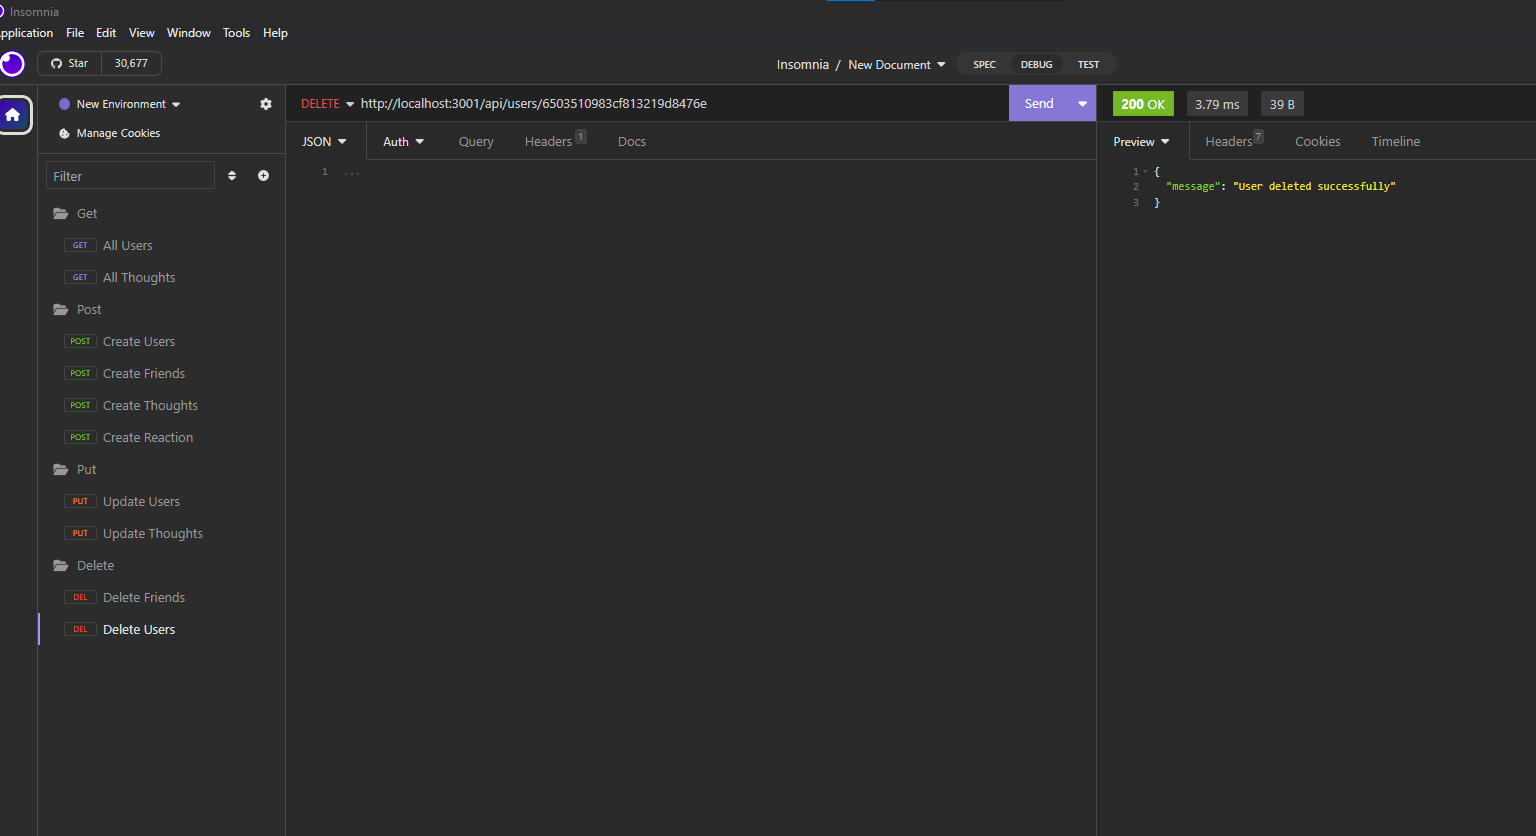 Insomnia
pplication File Edit View Window Tools Help
Star 30,677
Insomnia / New Document SPEC DEBUG TEST
New Environment
Manage Cookies
Filter
Get
GET All Users
GET All Thoughts
Post
POST Create Users
POST Create Friends
POST Create Thoughts
POST Create Reaction
Put
PUT Update Users
PUT Update Thoughts
Delete
DEL Delete Friends
DEL Delete Users
DELETE http://localhost:3001/api/users/6503510983cf813219d8476e Send
JSON Auth Query Headers 1 Docs
1 ...
200 OK 3.79 ms 39 B
Preview Headers 7 Cookies Timeline
1 {
2 "message": "User deleted successfully"
3 }